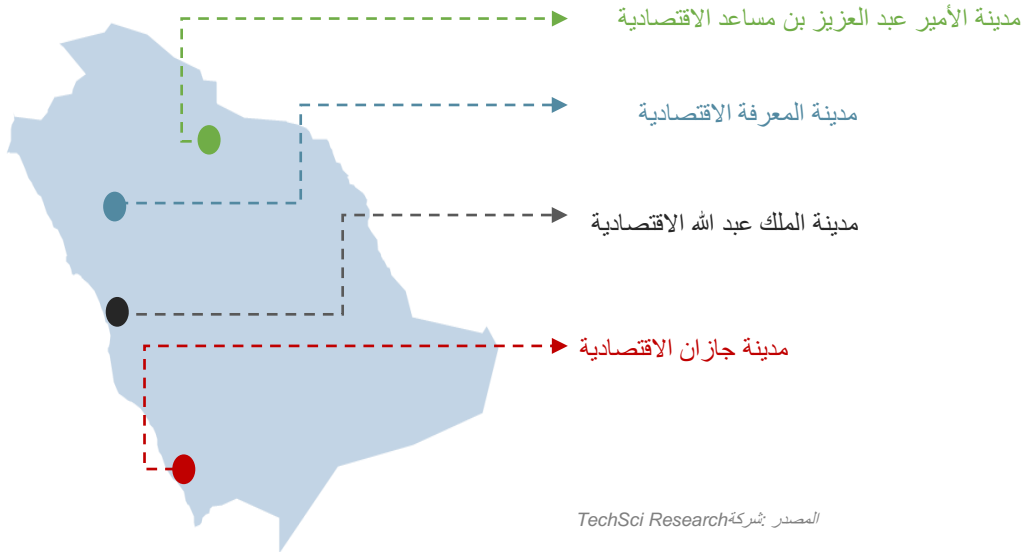 مدينة الأمير عبد العزيز بن مساعد الاقتصادية
مدينة المعرفة الاقتصادية
مدينة الملك عبد الله الاقتصادية
مدينة جازان الاقتصادية
المصدر :شركةTechSci Research